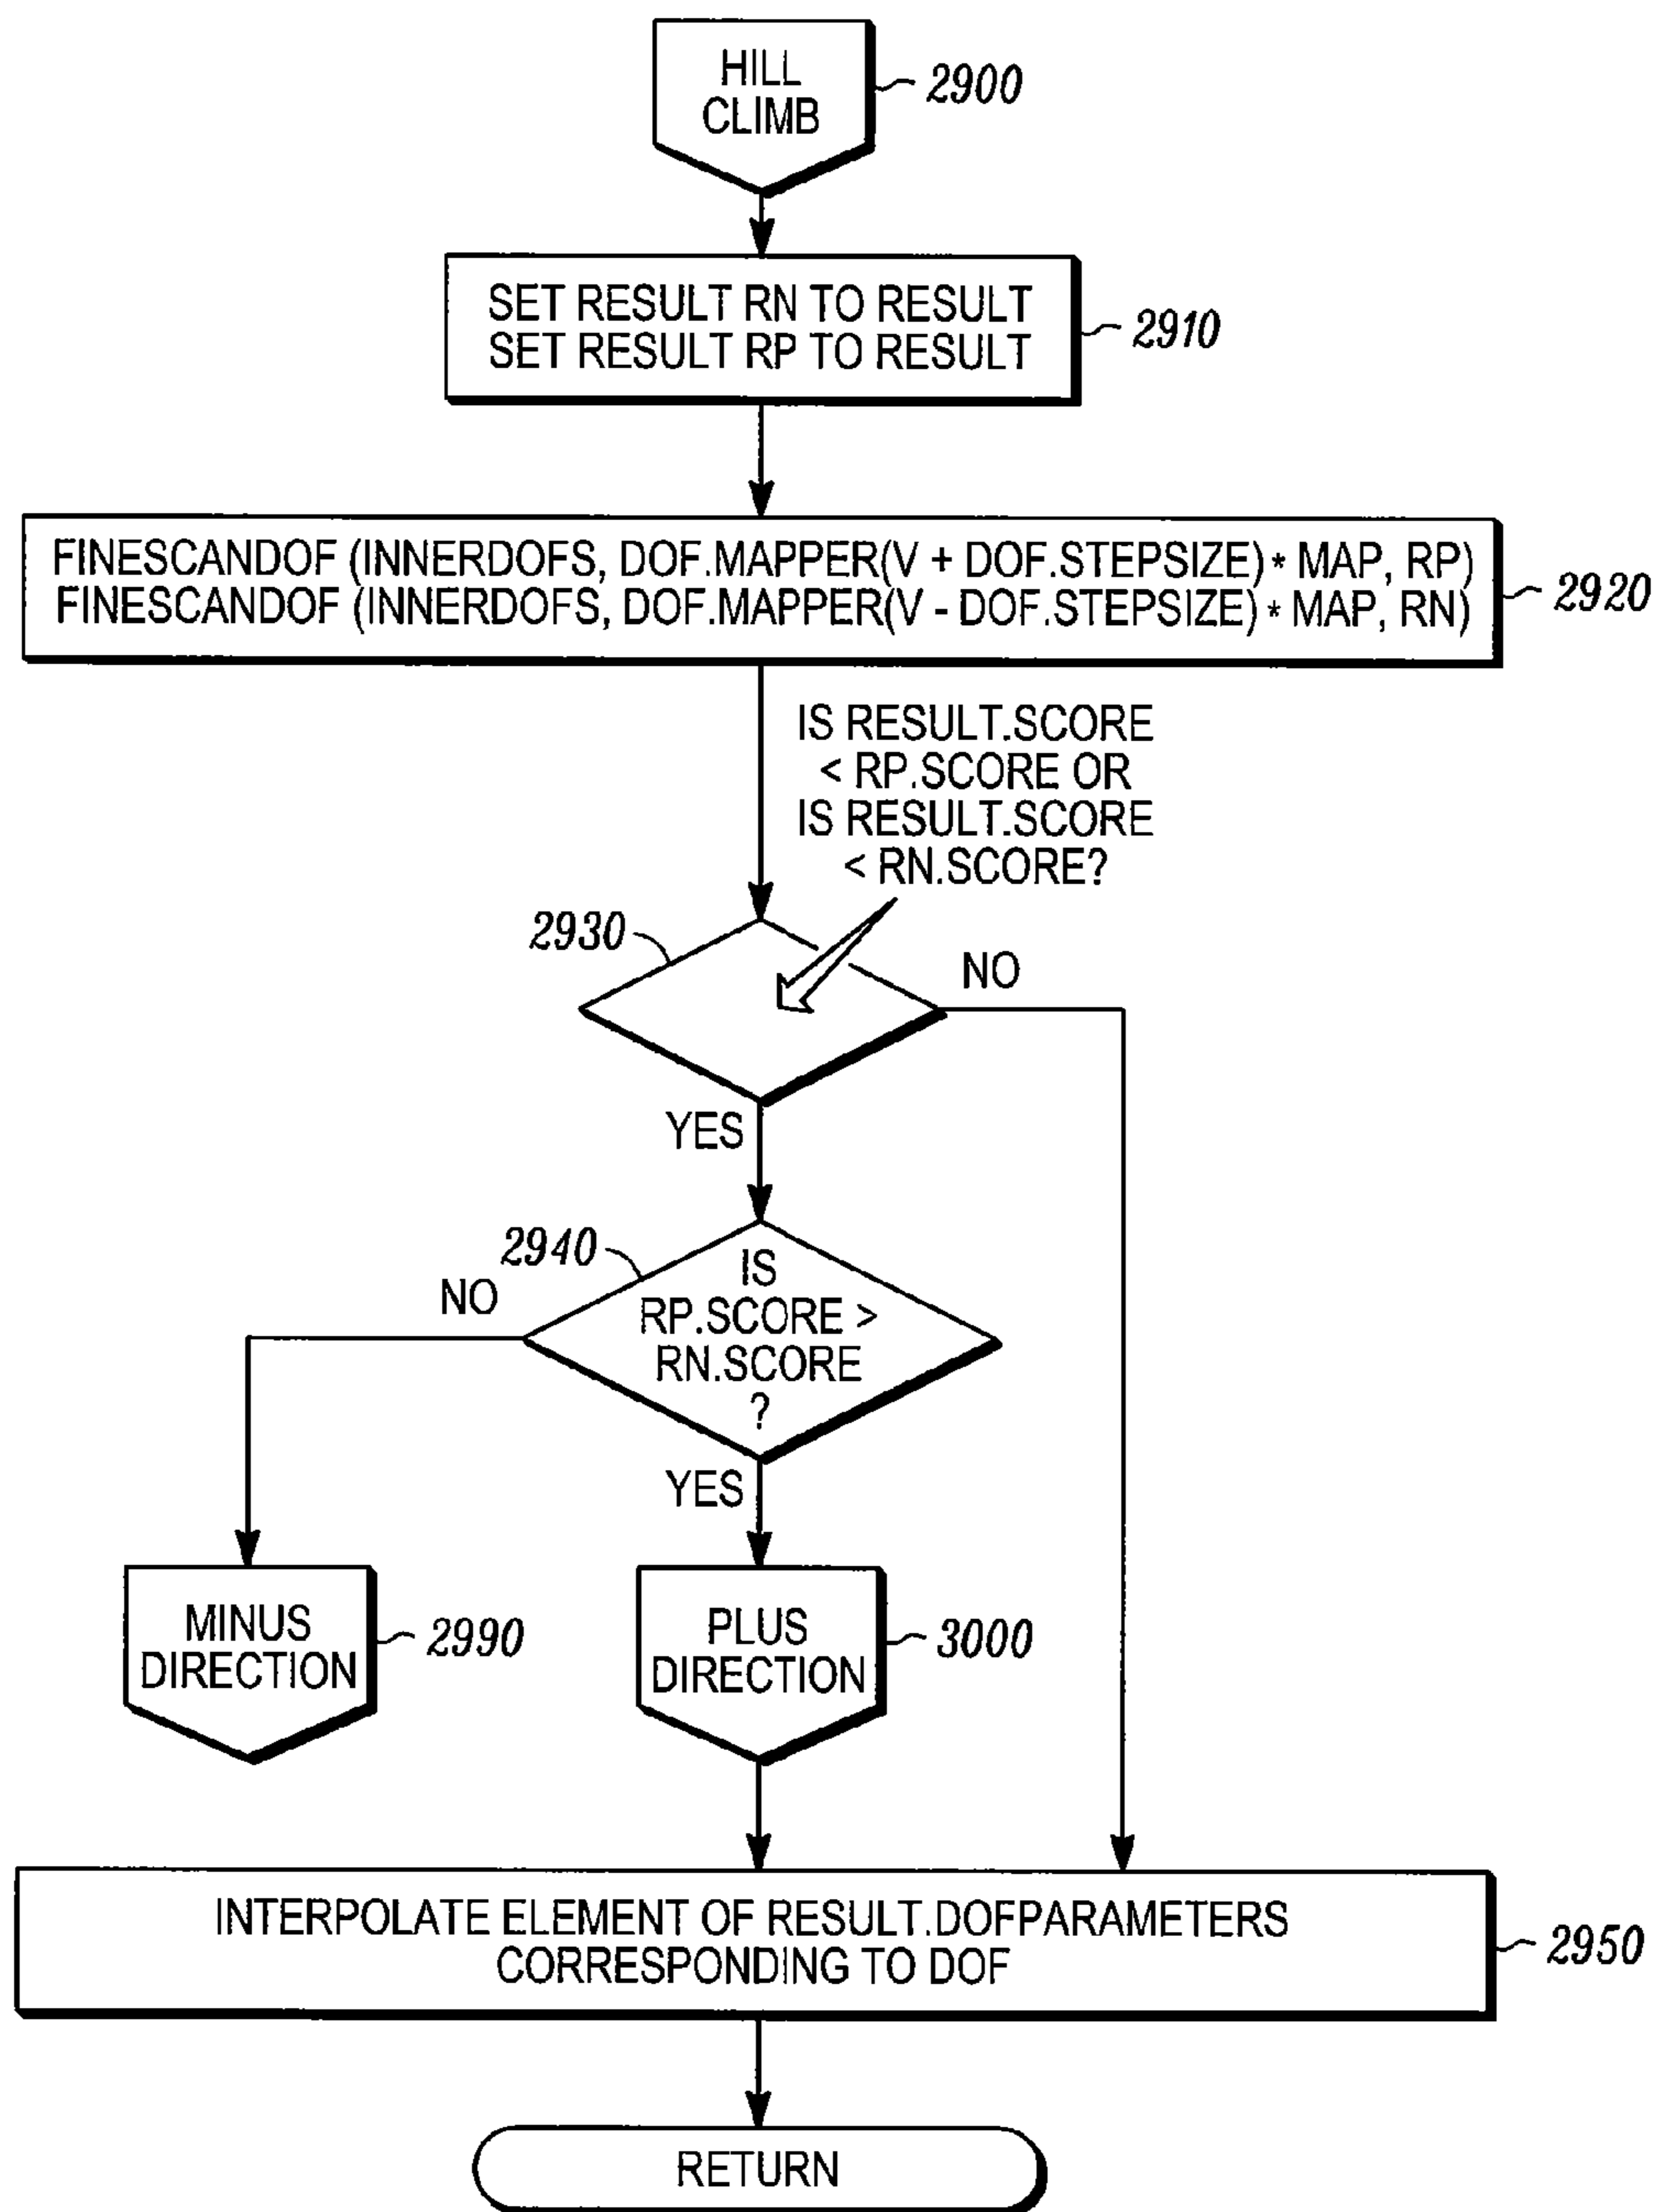 HILL
CLIMB
2900
SET RESULT RN TO RESULT
SET RESULT RP TO RESULT
2910
FINESCANDOF (INNERDOFS, DOF.MAPPER(V + DOF.STEPSIZE) * MAP, RP)
FINESCANDOF (INNERDOFS, DOF.MAPPER(V - DOF.STEPSIZE) * MAP, RN)
2920
IS RESULT.SCORE
< RP.SCORE OR
IS RESULT.SCORE
< RN.SCORE?
2930
NO
YES
2940
IS
RP.SCORE >
RN.SCORE
?
NO
YES
MINUS
DIRECTION
2990
PLUS
DIRECTION
3000
INTERPOLATE ELEMENT OF RESULT.DOFPARAMETERS
CORRESPONDING TO DOF
2950
RETURN